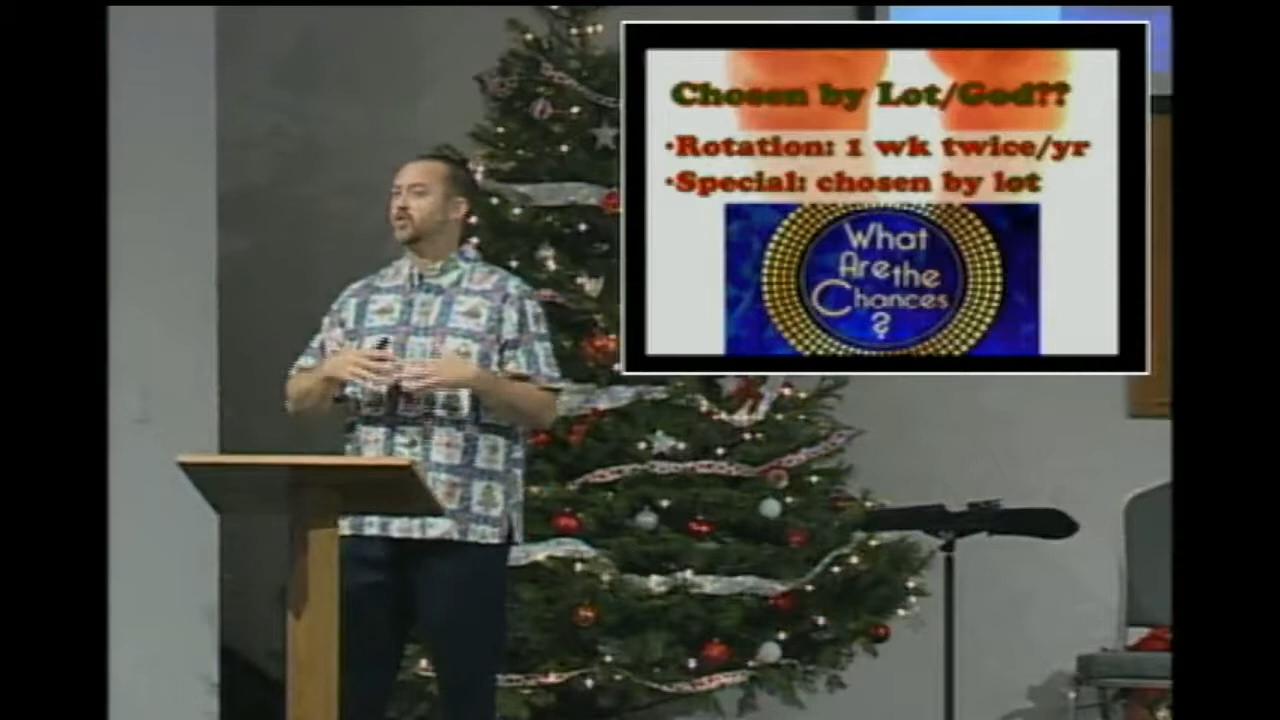 Chosen by Lot/God??
•Rotation: 1 wk twice/yr
•Special: chosen by lot
What
Are the
Chances
?